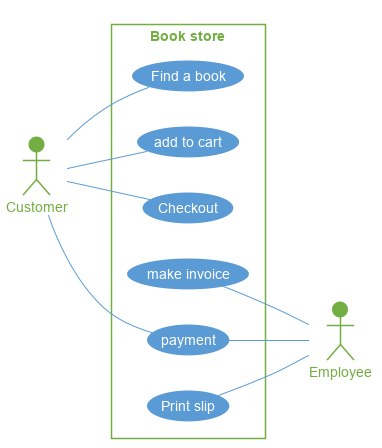 Book store
Find a book
add to cart
Customer
Checkout
make invoice
payment
Employee
Print slip